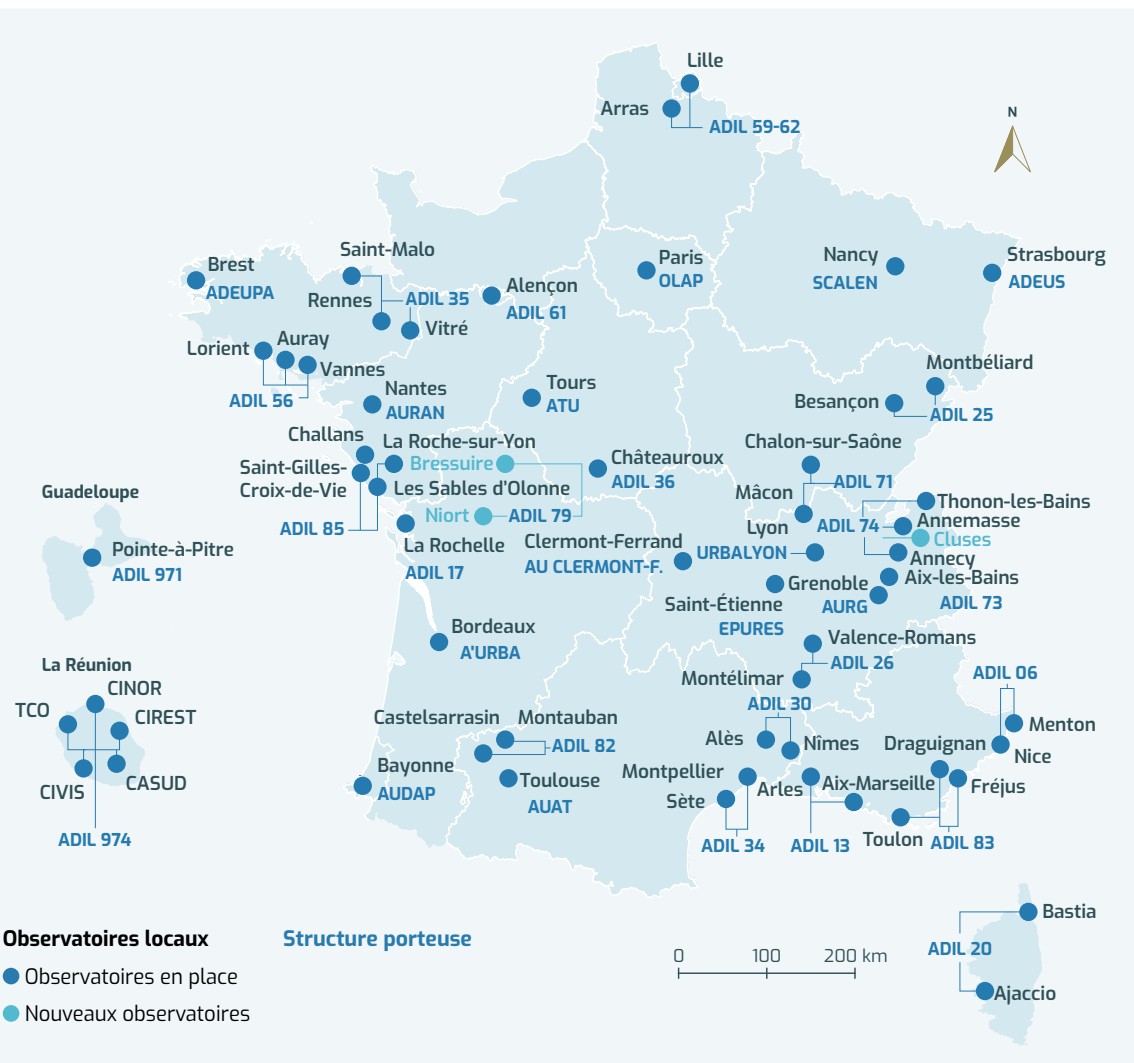 Lille
Arras
ADIL 59-62
N
Saint-Malo
Brest
ADEUPA
Rennes
ADIL 35
Vitré
Alençon
ADIL 61
Paris
OLAP
Nancy
SCALEN
Strasbourg
ADEUS
Lorient
Auray
Vannes
ADIL 56
Nantes
AURAN
Tours
ATU
Montbéliard
Besançon
ADIL 25
Challans
La Roche-sur-Yon
Bressuire
Saint-Gilles-
Croix-de-Vie
Les Sables d'Olonne
Niort
ADIL 79
ADIL 85
Châteauroux
ADIL 36
Chalon-sur-Saône
ADIL 71
Mâcon
Thonon-les-Bains
ADIL 74
Annemasse
Cluses
Annecy
Lyon
URBALYON
La Rochelle
ADIL 17
Clermont-Ferrand
AU CLERMONT-F.
Aix-les-Bains
ADIL 73
Grenoble
AURG
Saint-Étienne
EPURES
Guadeloupe
Pointe-à-Pitre
ADIL 971
Bordeaux
A'URBA
Valence-Romans
ADIL 26
Montélimar
La Réunion
CINOR
TCO
CIREST
CIVIS
CASUD
ADIL 974
ADIL 30
Alès
Nîmes
ADIL 06
Menton
Nice
Castelsarrasin
Montauban
ADIL 82
Bayonne
AUDAP
Toulouse
AUAT
Montpellier
Sète
ADIL 34
Arles
Aix-Marseille
ADIL 13
Draguignan
Fréjus
Toulon
ADIL 83
Bastia
ADIL 20
Ajaccio
Observatoires locaux
Structure porteuse
Observatoires en place
Nouveaux observatoires
0 100 200 km